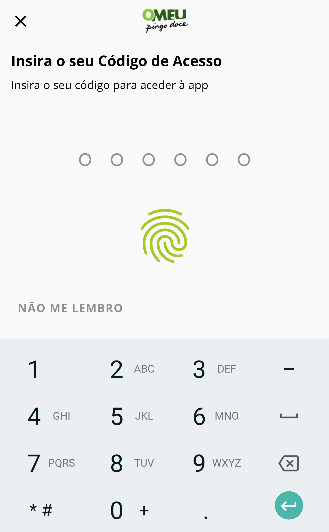 OMEU
pingo doce
Insira o seu Código de Acesso
Insira o seu código para aceder à app
NÃO ME LEMBRO
1 2 ABC 3 DEF –
4 GHI 5 JKL 6 MNO
7 PQRS 8 TUV 9 WXYZ
* # 0 + .